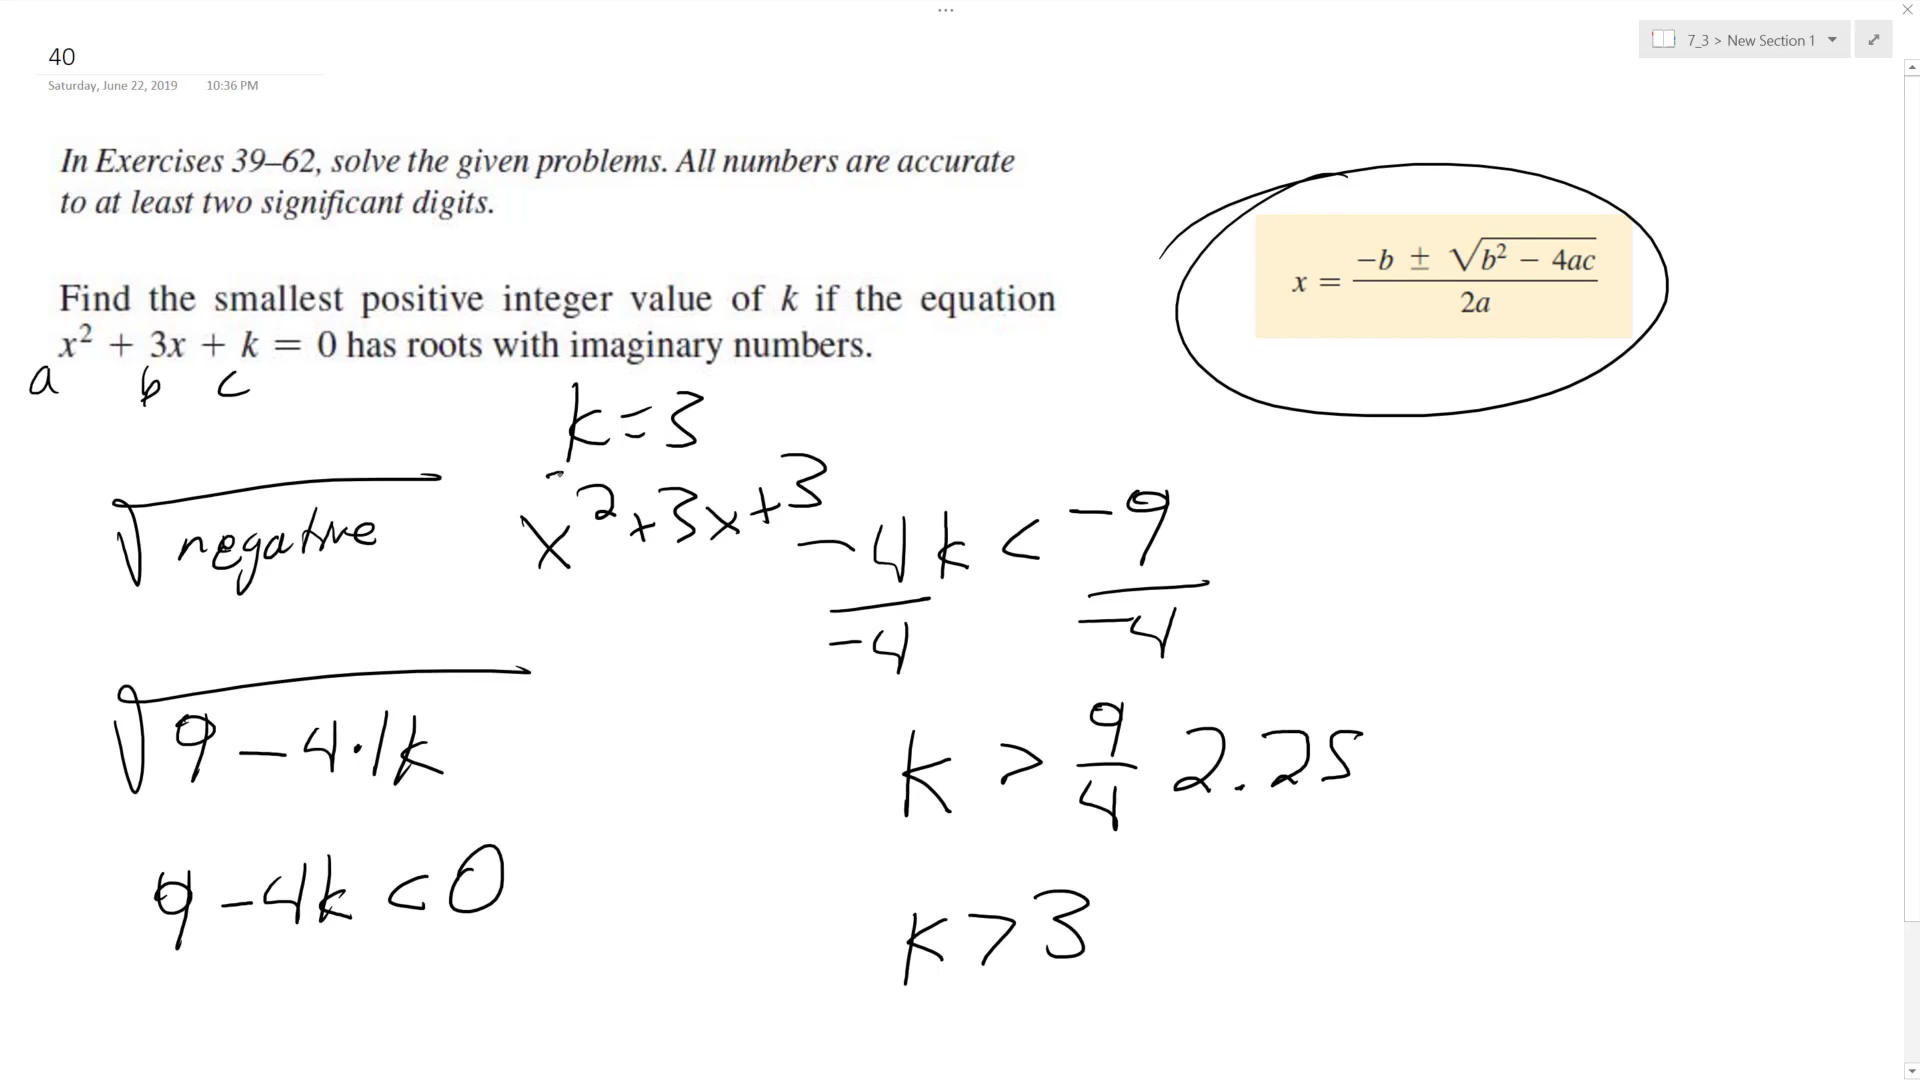 ...
7_3 > New Section 1
40
Saturday, June 22, 2019 10:36 PM
In Exercises 39–62, solve the given problems. All numbers are accurate
to at least two significant digits.
x = (-b ± √(b² − 4ac)) / 2a
Find the smallest positive integer value of k if the equation
x² + 3x + k = 0 has roots with imaginary numbers.
a b c
k = 3
√negative
x² + 3x + 3
-4k < -9
-4 -4
√9 - 4·1k
k > 9/4 2.25
9 - 4k < 0
k > 3